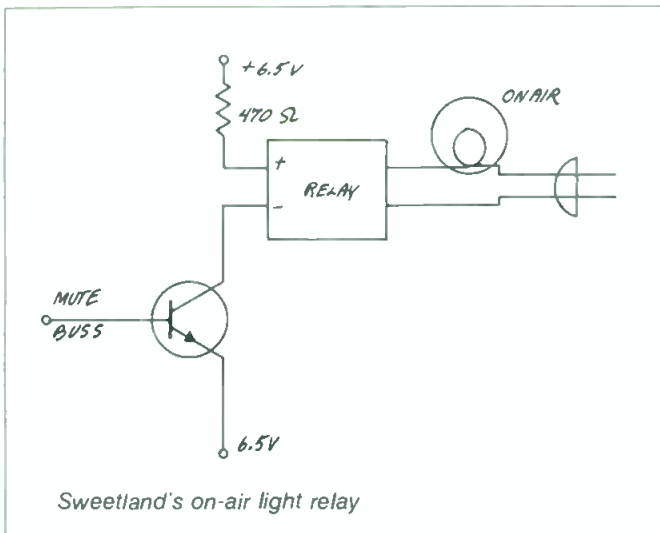 +6.5V
470 Ω
ON AIR
+
RELAY
-
MUTE
BUSS
6.5V
Sweetland's on-air light relay